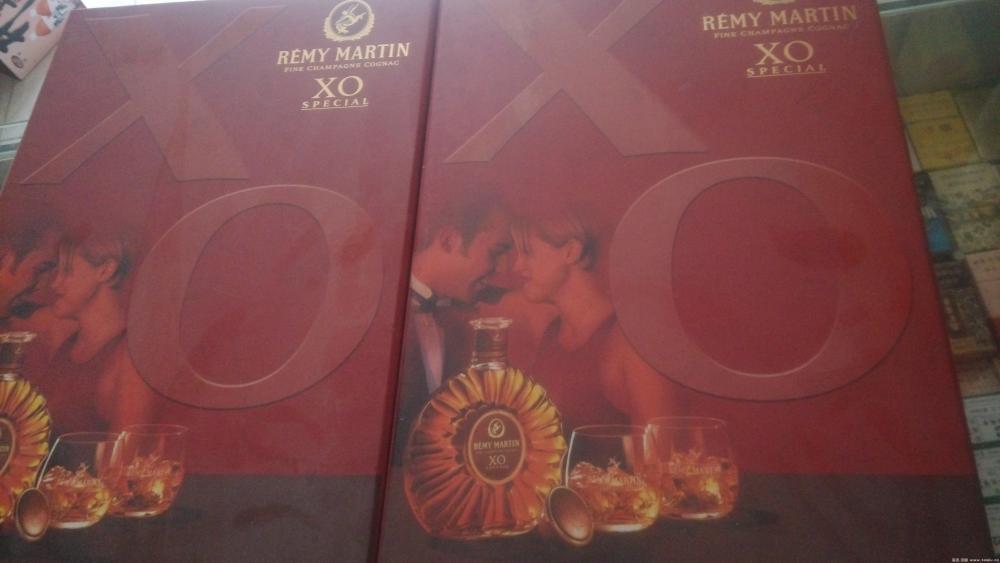 RÉMY MARTIN
FINE CHAMPAGNE COGNAC
XO
SPECIAL
XO
RÉMY MARTIN
FINE CHAMPAGNE COGNAC
XO
SPECIAL
XO
RÉMY MARTIN
XO